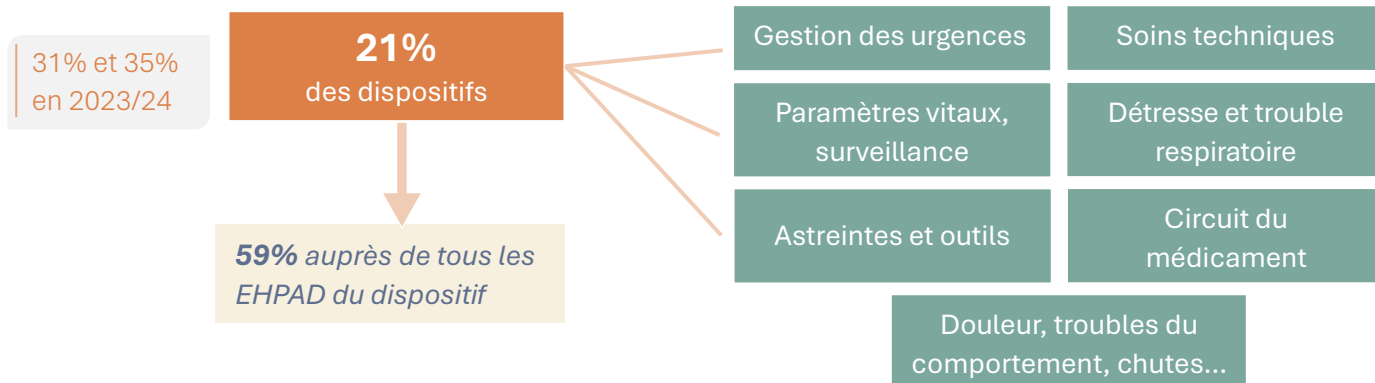 31% et 35%
en 2023/24
21%
des dispositifs
59% auprès de tous les
EHPAD du dispositif
Gestion des urgences
Soins techniques
Paramètres vitaux,
surveillance
Détresse et trouble
respiratoire
Astreintes et outils
Circuit du
médicament
Douleur, troubles du
comportement, chutes...